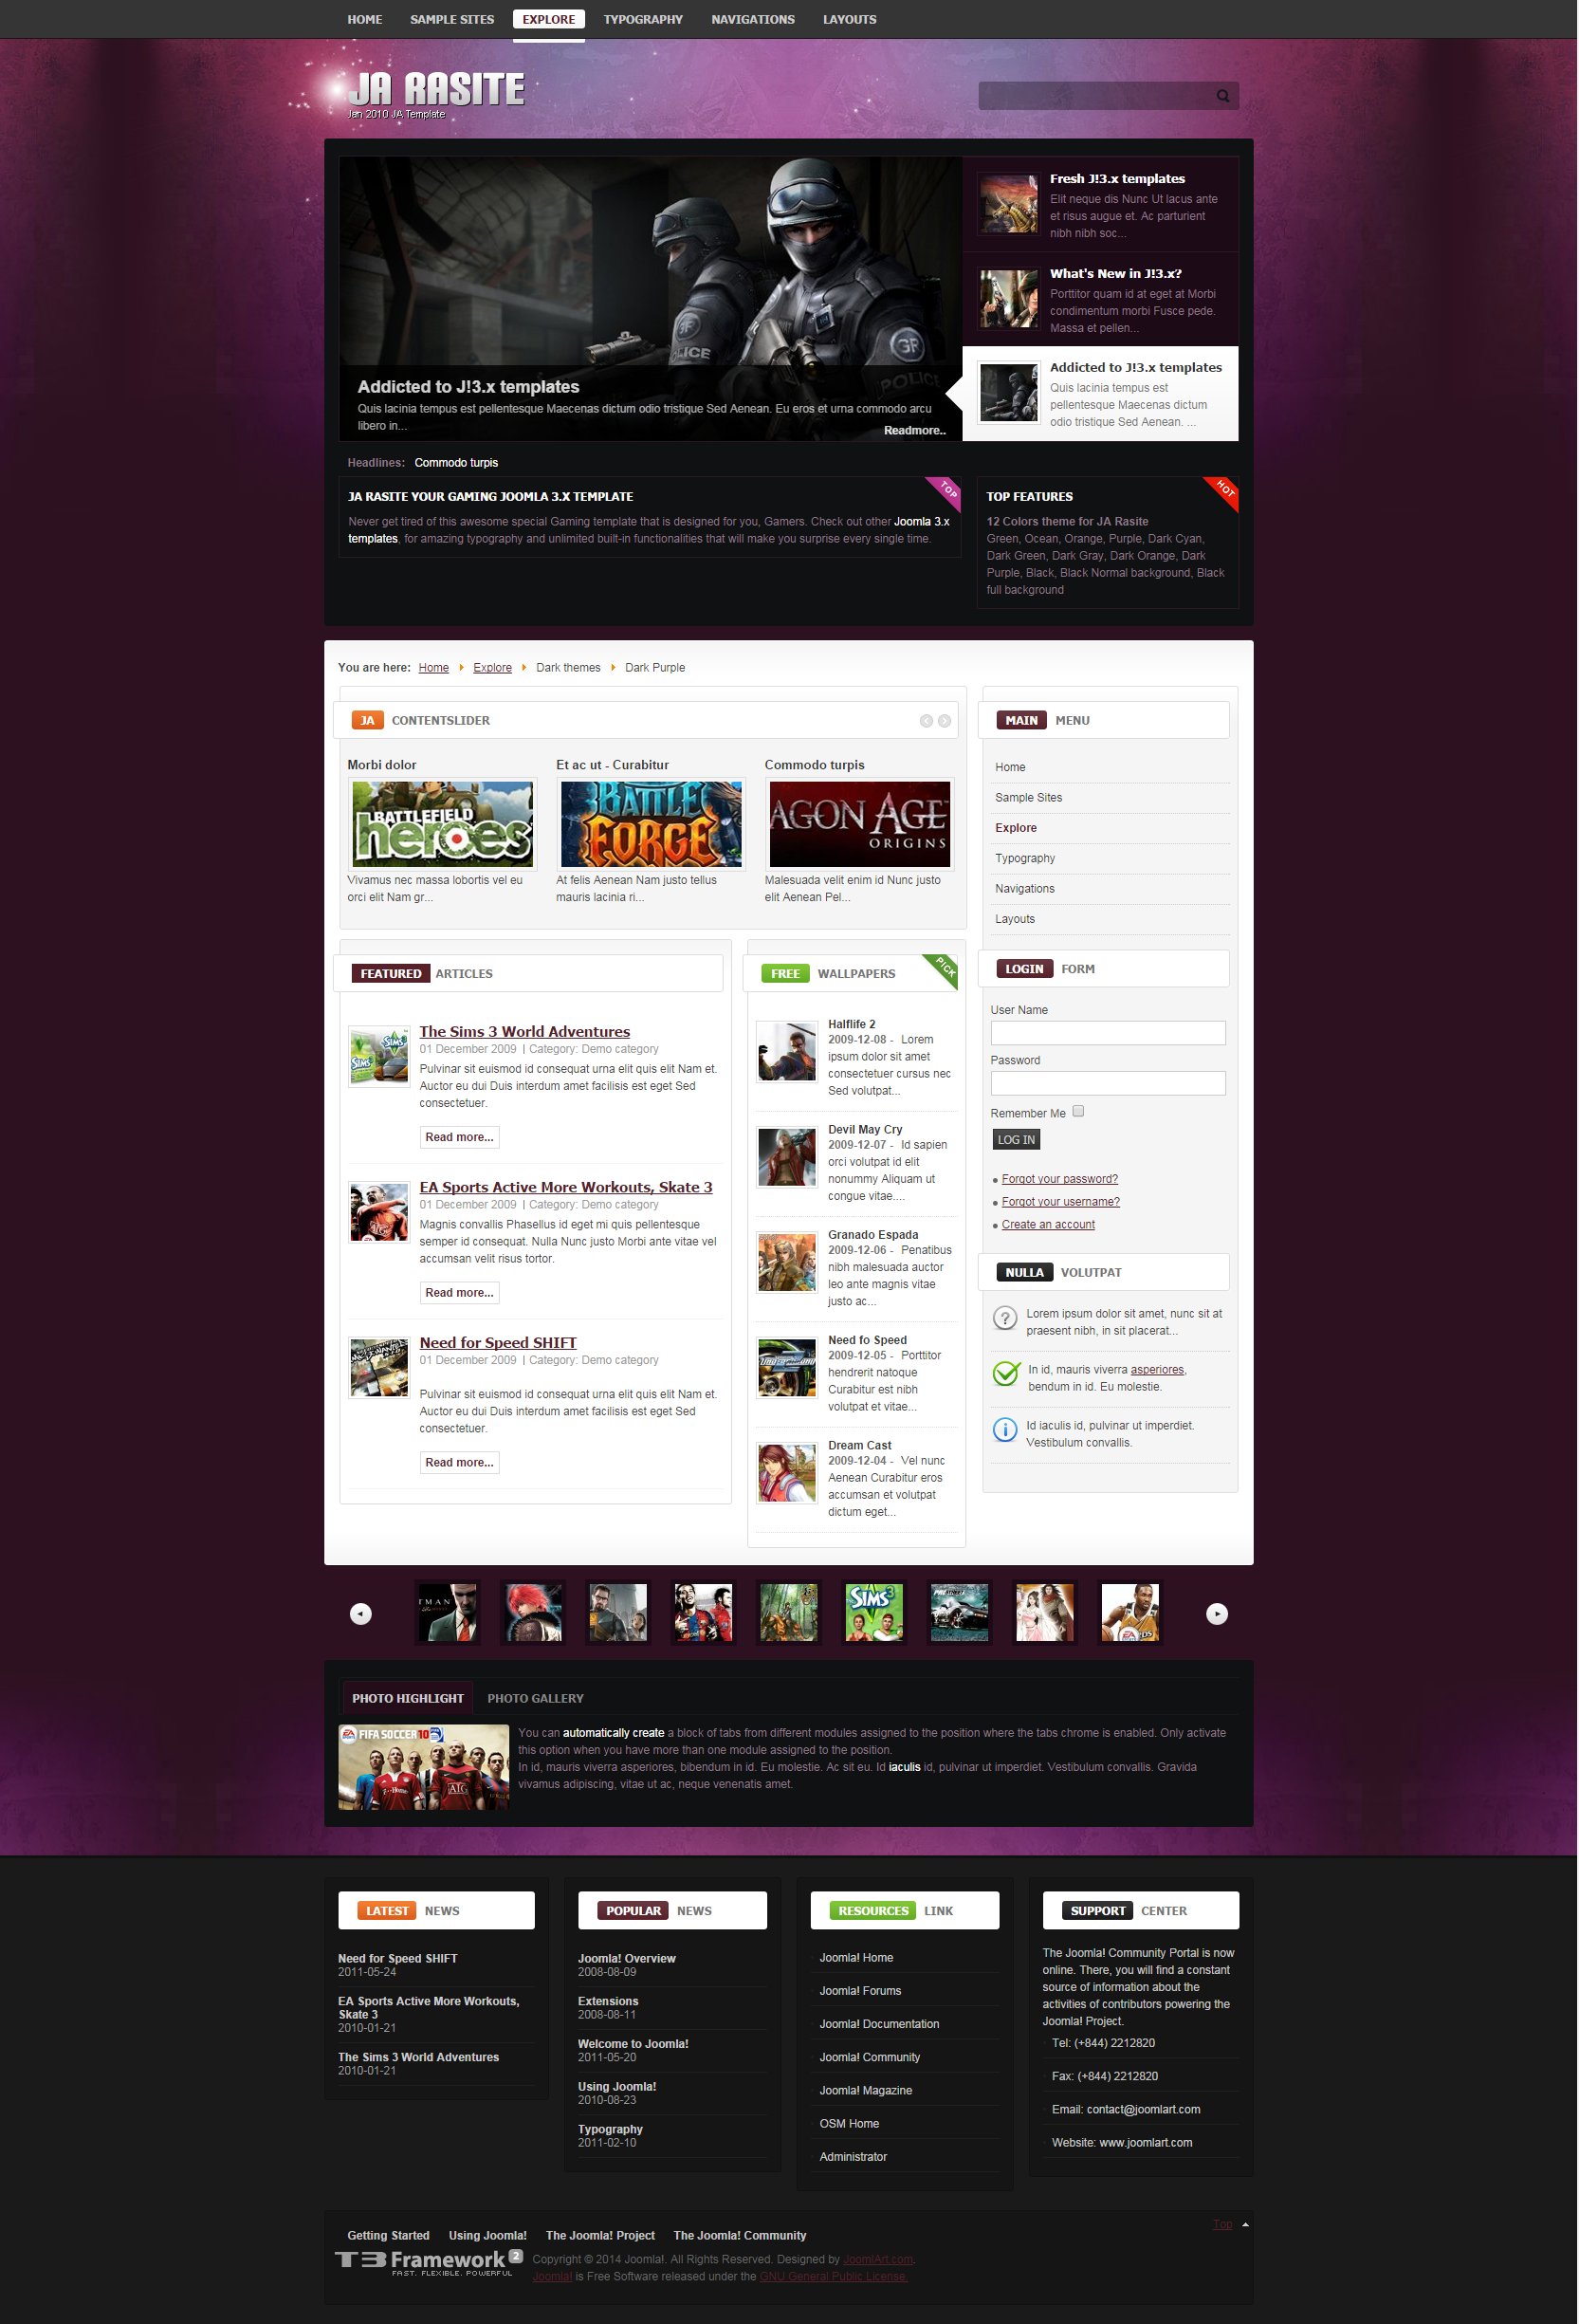 HOME SAMPLE SITES EXPLORE TYPOGRAPHY NAVIGATIONS LAYOUTS
JA RASITE
Jan 2010 JA Template
POLICE
GF
POLICE
Addicted to J!3.x templates
Quis lacinia tempus est pellentesque Maecenas dictum odio tristique Sed Aenean. Eu eros et urna commodo arcu
libero in...
Readmore..
Fresh J!3.x templates
Elit neque dis Nunc Ut lacus ante
et risus augue et. Ac parturient
nibh nibh soc...
What's New in J!3.x?
Porttitor quam id at eget at Morbi
condimentum morbi Fusce pede.
Massa et pellen...
Addicted to J!3.x templates
Quis lacinia tempus est
pellentesque Maecenas dictum
odio tristique Sed Aenean. ...
Headlines: Commodo turpis
JA RASITE YOUR GAMING JOOMLA 3.X TEMPLATE
TOP
Never get tired of this awesome special Gaming template that is designed for you, Gamers. Check out other Joomla 3.x
templates, for amazing typography and unlimited built-in functionalities that will make you surprise every single time.
TOP FEATURES
HOT
12 Colors theme for JA Rasite
Green, Ocean, Orange, Purple, Dark Cyan,
Dark Green, Dark Gray, Dark Orange, Dark
Purple, Black, Black Normal background, Black
full background
You are here: Home Explore Dark themes Dark Purple
JA CONTENTSLIDER
Morbi dolor
BATTLEFIELD
heroes
Vivamus nec massa lobortis vel eu
orci elit Nam gr...
Et ac ut - Curabitur
BATTLE
FORGE
At felis Aenean Nam justo tellus
mauris lacinia ri...
Commodo turpis
AGON AGE
ORIGINS
Malesuada velit enim id Nunc justo
elit Aenean Pel...
FEATURED ARTICLES
The Sims 3 World Adventures
01 December 2009 | Category: Demo category
Pulvinar sit euismod id consequat urna elit quis elit Nam et.
Auctor eu dui Duis interdum amet facilisis est eget Sed
consectetuer.
Read more...
EA Sports Active More Workouts, Skate 3
01 December 2009 | Category: Demo category
Magnis convallis Phasellus id eget mi quis pellentesque
semper id consequat. Nulla Nunc justo Morbi ante vitae vel
accumsan velit risus tortor.
Read more...
Need for Speed SHIFT
01 December 2009 | Category: Demo category
Pulvinar sit euismod id consequat urna elit quis elit Nam et.
Auctor eu dui Duis interdum amet facilisis est eget Sed
consectetuer.
Read more...
FREE WALLPAPERS
PICK
Halflife 2
2009-12-08 - Lorem
ipsum dolor sit amet
consectetuer cursus nec
Sed volutpat...
Devil May Cry
2009-12-07 - Id sapien
orci volutpat id elit
nonummy Aliquam ut
congue vitae....
Granado Espada
2009-12-06 - Penatibus
nibh malesuada auctor
leo ante magnis vitae
justo ac...
Need fo Speed
2009-12-05 - Porttitor
hendrerit natoque
Curabitur est nibh
volutpat et vitae...
Dream Cast
2009-12-04 - Vel nunc
Aenean Curabitur eros
accumsan et volutpat
dictum eget...
MAIN MENU
Home
Sample Sites
Explore
Typography
Navigations
Layouts
LOGIN FORM
User Name
Password
Remember Me
LOG IN
Forgot your password?
Forgot your username?
Create an account
NULLA VOLUTPAT
Lorem ipsum dolor sit amet, nunc sit at
praesent nibh, in sit placerat...
In id, mauris viverra asperiores,
bendum in id. Eu molestie.
Id iaculis id, pulvinar ut imperdiet.
Vestibulum convallis.
TMAN
SIMS 3
EA
PHOTO HIGHLIGHT PHOTO GALLERY
FIFA SOCCER 10
AIG
You can automatically create a block of tabs from different modules assigned to the position where the tabs chrome is enabled. Only activate
this option when you have more than one module assigned to the position.
In id, mauris viverra asperiores, bibendum in id. Eu molestie. Ac sit eu. Id iaculis id, pulvinar ut imperdiet. Vestibulum convallis. Gravida
vivamus adipiscing, vitae ut ac, neque venenatis amet.
LATEST NEWS
Need for Speed SHIFT
2011-05-24
EA Sports Active More Workouts,
Skate 3
2010-01-21
The Sims 3 World Adventures
2010-01-21
POPULAR NEWS
Joomla! Overview
2008-08-09
Extensions
2008-08-11
Welcome to Joomla!
2011-05-20
Using Joomla!
2010-08-23
Typography
2011-02-10
RESOURCES LINK
Joomla! Home
Joomla! Forums
Joomla! Documentation
Joomla! Community
Joomla! Magazine
OSM Home
Administrator
SUPPORT CENTER
The Joomla! Community Portal is now
online. There, you will find a constant
source of information about the
activities of contributors powering the
Joomla! Project.
Tel: (+844) 2212820
Fax: (+844) 2212820
Email: contact@joomlart.com
Website: www.joomlart.com
Top
Getting Started Using Joomla! The Joomla! Project The Joomla! Community
T3 Framework 2
FAST. FLEXIBLE. POWERFUL
Copyright © 2014 Joomla!. All Rights Reserved. Designed by JoomlArt.com.
Joomla! is Free Software released under the GNU General Public License.